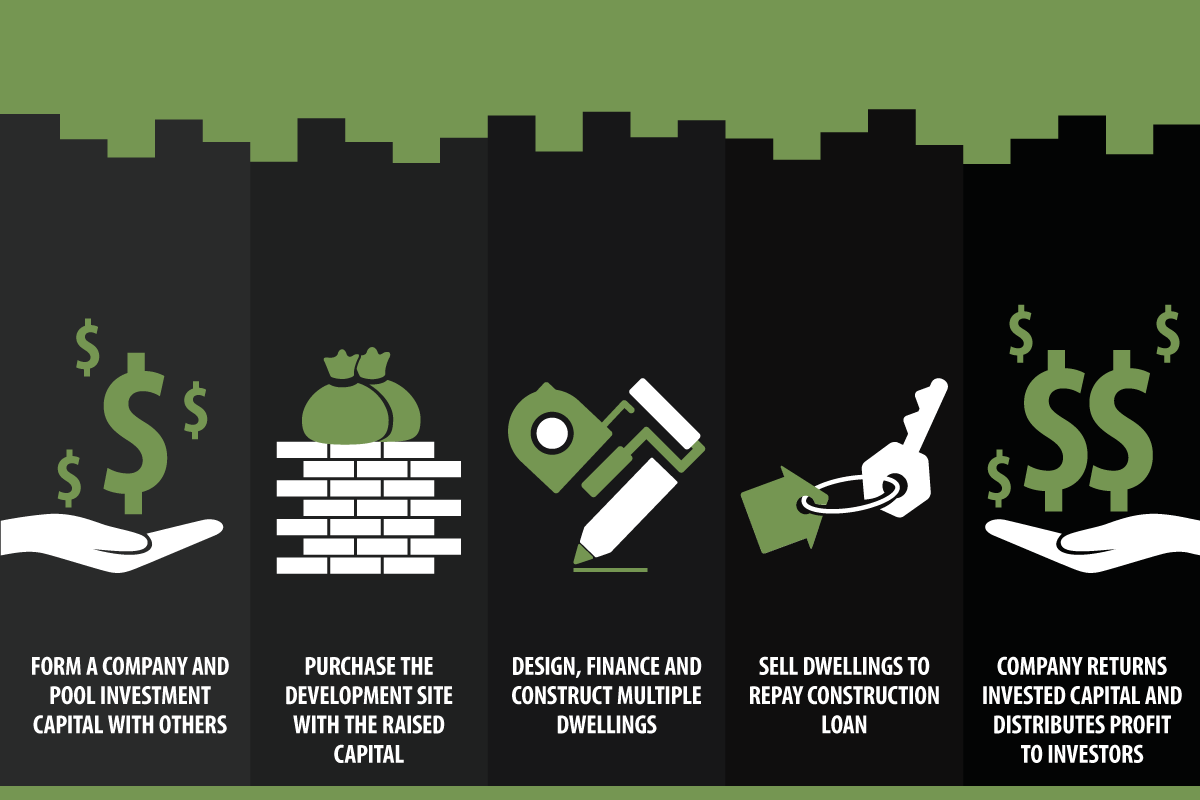 $
$
$
$
FORM A COMPANY AND
POOL INVESTMENT
CAPITAL WITH OTHERS
PURCHASE THE
DEVELOPMENT SITE
WITH THE RAISED
CAPITAL
DESIGN, FINANCE AND
CONSTRUCT MULTIPLE
DWELLINGS
SELL DWELLINGS TO
REPAY CONSTRUCTION
LOAN
$
$
$$
$
COMPANY RETURNS
INVESTED CAPITAL AND
DISTRIBUTES PROFIT
TO INVESTORS